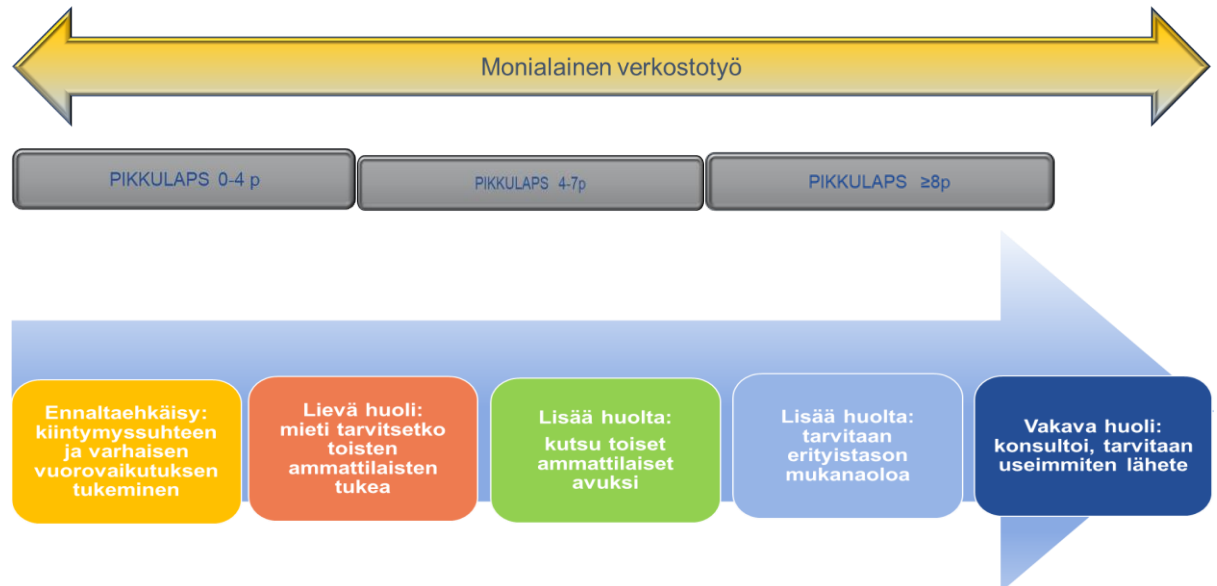 Monialainen verkostotyö
PIKKULAPS 0-4 p
PIKKULAPS 4-7p
PIKKULAPS ≥8p
Ennaltaehkäisy:
kiintymyssuhteen
ja varhaisen
vuorovaikutuksen
tukeminen
Lievä huoli:
mieti tarvitsetko
toisten
ammattilaisten
tukea
Lisää huolta:
kutsu toiset
ammattilaiset
avuksi
Lisää huolta:
tarvitaan
erityistason
mukanaoloa
Vakava huoli:
konsultoi, tarvitaan
useimmiten lähete